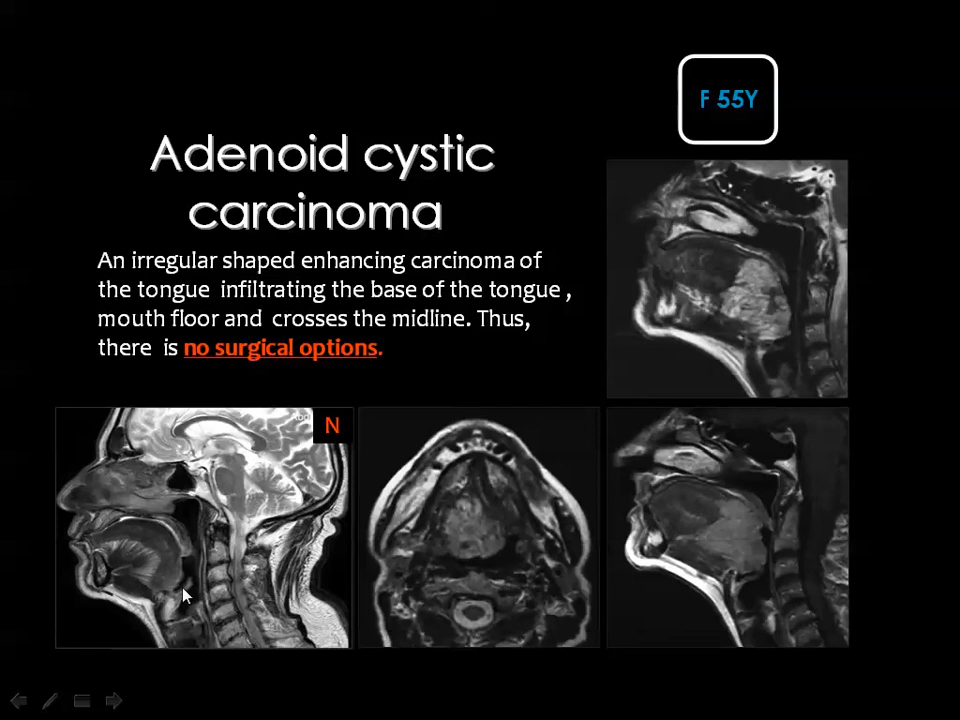 F 55Y
Adenoid cystic
carcinoma
An irregular shaped enhancing carcinoma of
the tongue infiltrating the base of the tongue ,
mouth floor and crosses the midline. Thus,
there is no surgical options.
N